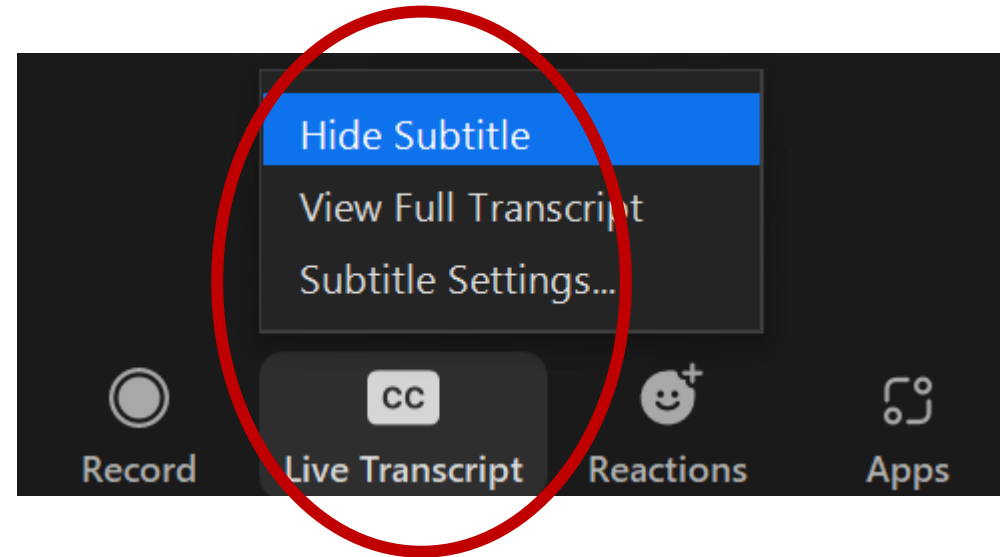 Hide Subtitle
View Full Transcript
Subtitle Settings...
CC
Record Live Transcript Reactions Apps